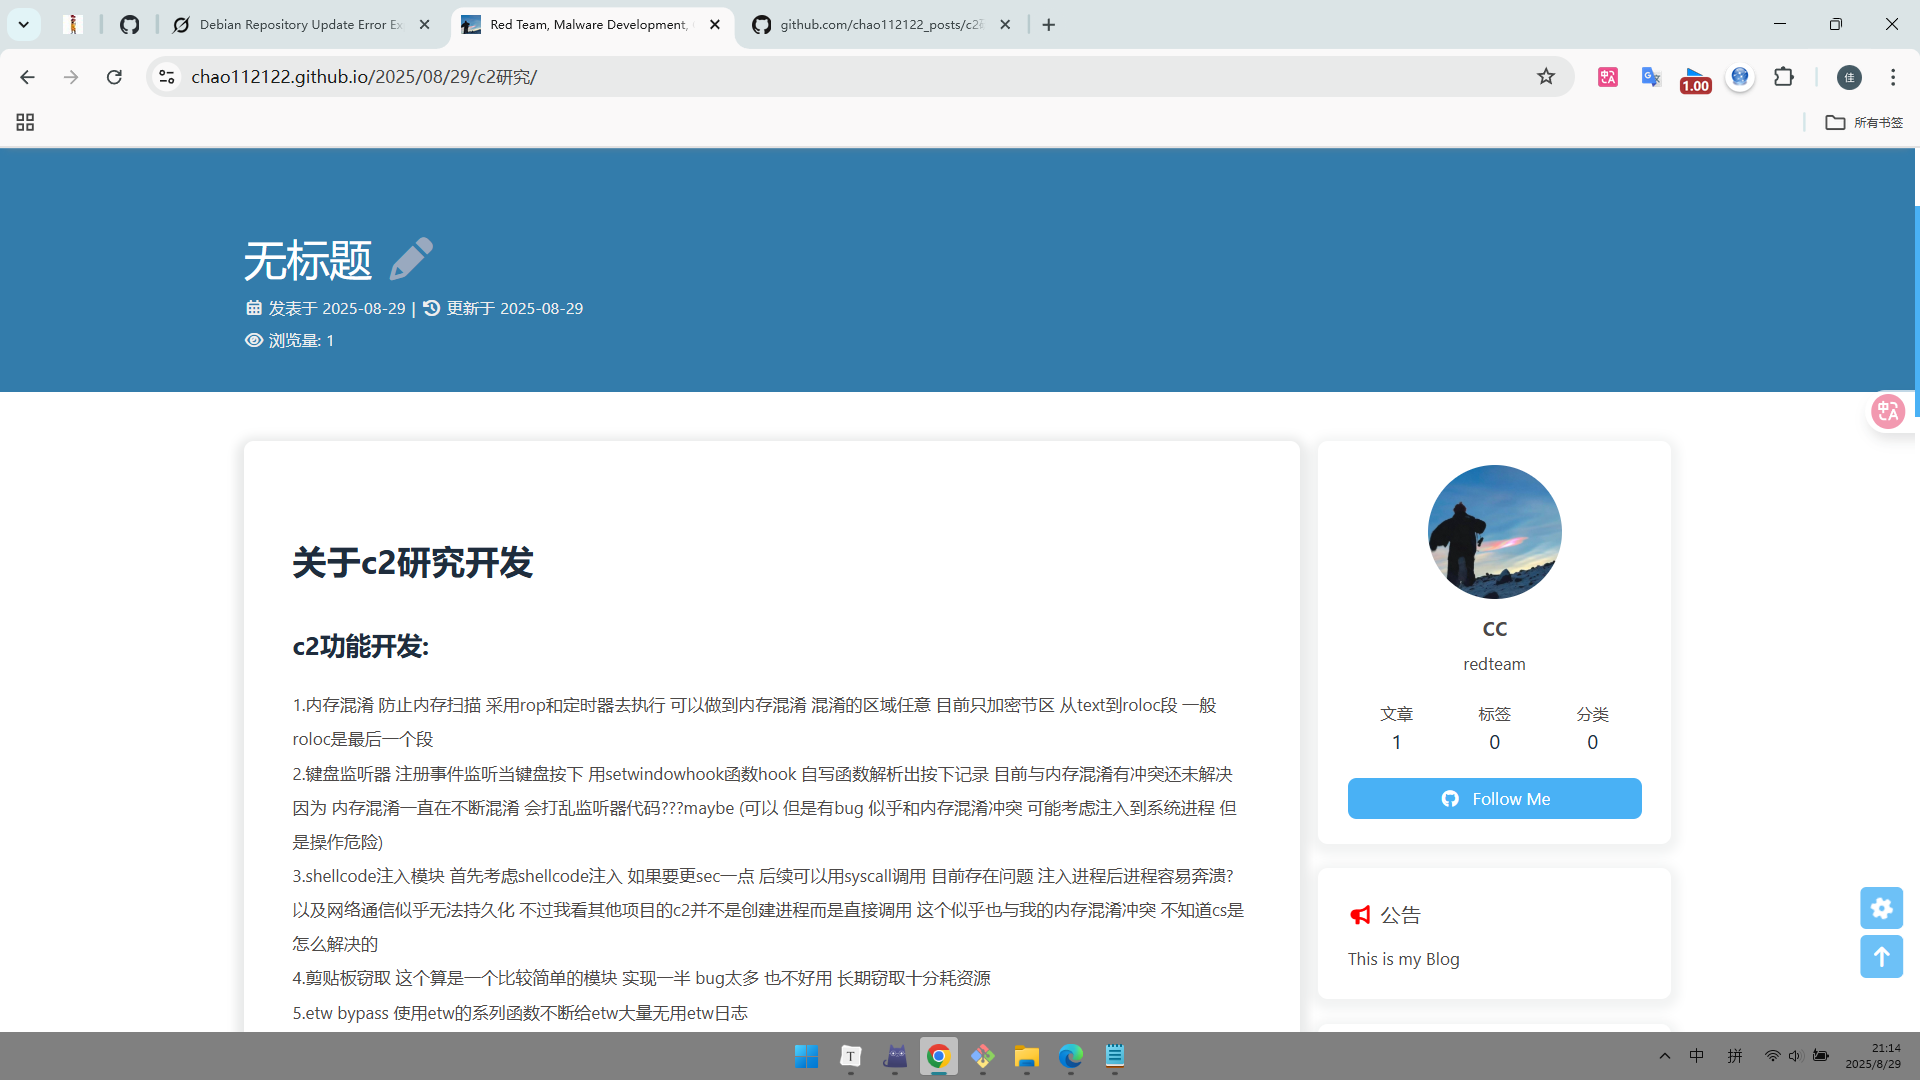 Debian Repository Update Error Ex
Red Team, Malware Development,
github.com/chao112122_posts/c2研
chao112122.github.io/2025/08/29/c2研究/
1.00
佳
所有书签
无标题
发表于 2025-08-29 | 更新于 2025-08-29
浏览量: 1
关于c2研究开发
c2功能开发:
1.内存混淆 防止内存扫描 采用rop和定时器去执行 可以做到内存混淆 混淆的区域任意 目前只加密节区 从text到roloc段 一般
roloc是最后一个段
2.键盘监听器 注册事件监听当键盘按下 用setwindowhook函数hook 自写函数解析出按下记录 目前与内存混淆有冲突还未解决
因为 内存混淆一直在不断混淆 会打乱监听器代码???maybe (可以 但是有bug 似乎和内存混淆冲突 可能考虑注入到系统进程 但
是操作危险)
3.shellcode注入模块 首先考虑shellcode注入 如果要更sec一点 后续可以用syscall调用 目前存在问题 注入进程后进程容易奔溃?
以及网络通信似乎无法持久化 不过我看其他项目的c2并不是创建进程而是直接调用 这个似乎也与我的内存混淆冲突 不知道cs是
怎么解决的
4.剪贴板窃取 这个算是一个比较简单的模块 实现一半 bug太多 也不好用 长期窃取十分耗资源
5.etw bypass 使用etw的系列函数不断给etw大量无用etw日志
CC
redteam
文章 标签 分类
1 0 0
Follow Me
公告
This is my Blog
中 拼
21:14
2025/8/29